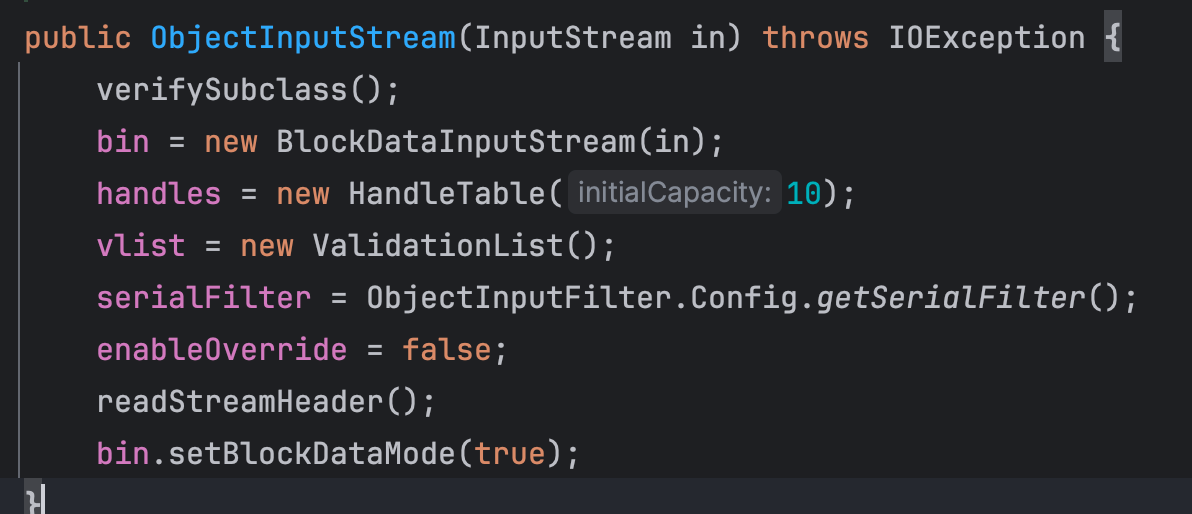 public ObjectInputStream(InputStream in) throws IOException {
    verifySubclass();
    bin = new BlockDataInputStream(in);
    handles = new HandleTable( initialCapacity: 10);
    vlist = new ValidationList();
    serialFilter = ObjectInputFilter.Config.getSerialFilter();
    enableOverride = false;
    readStreamHeader();
    bin.setBlockDataMode(true);
}